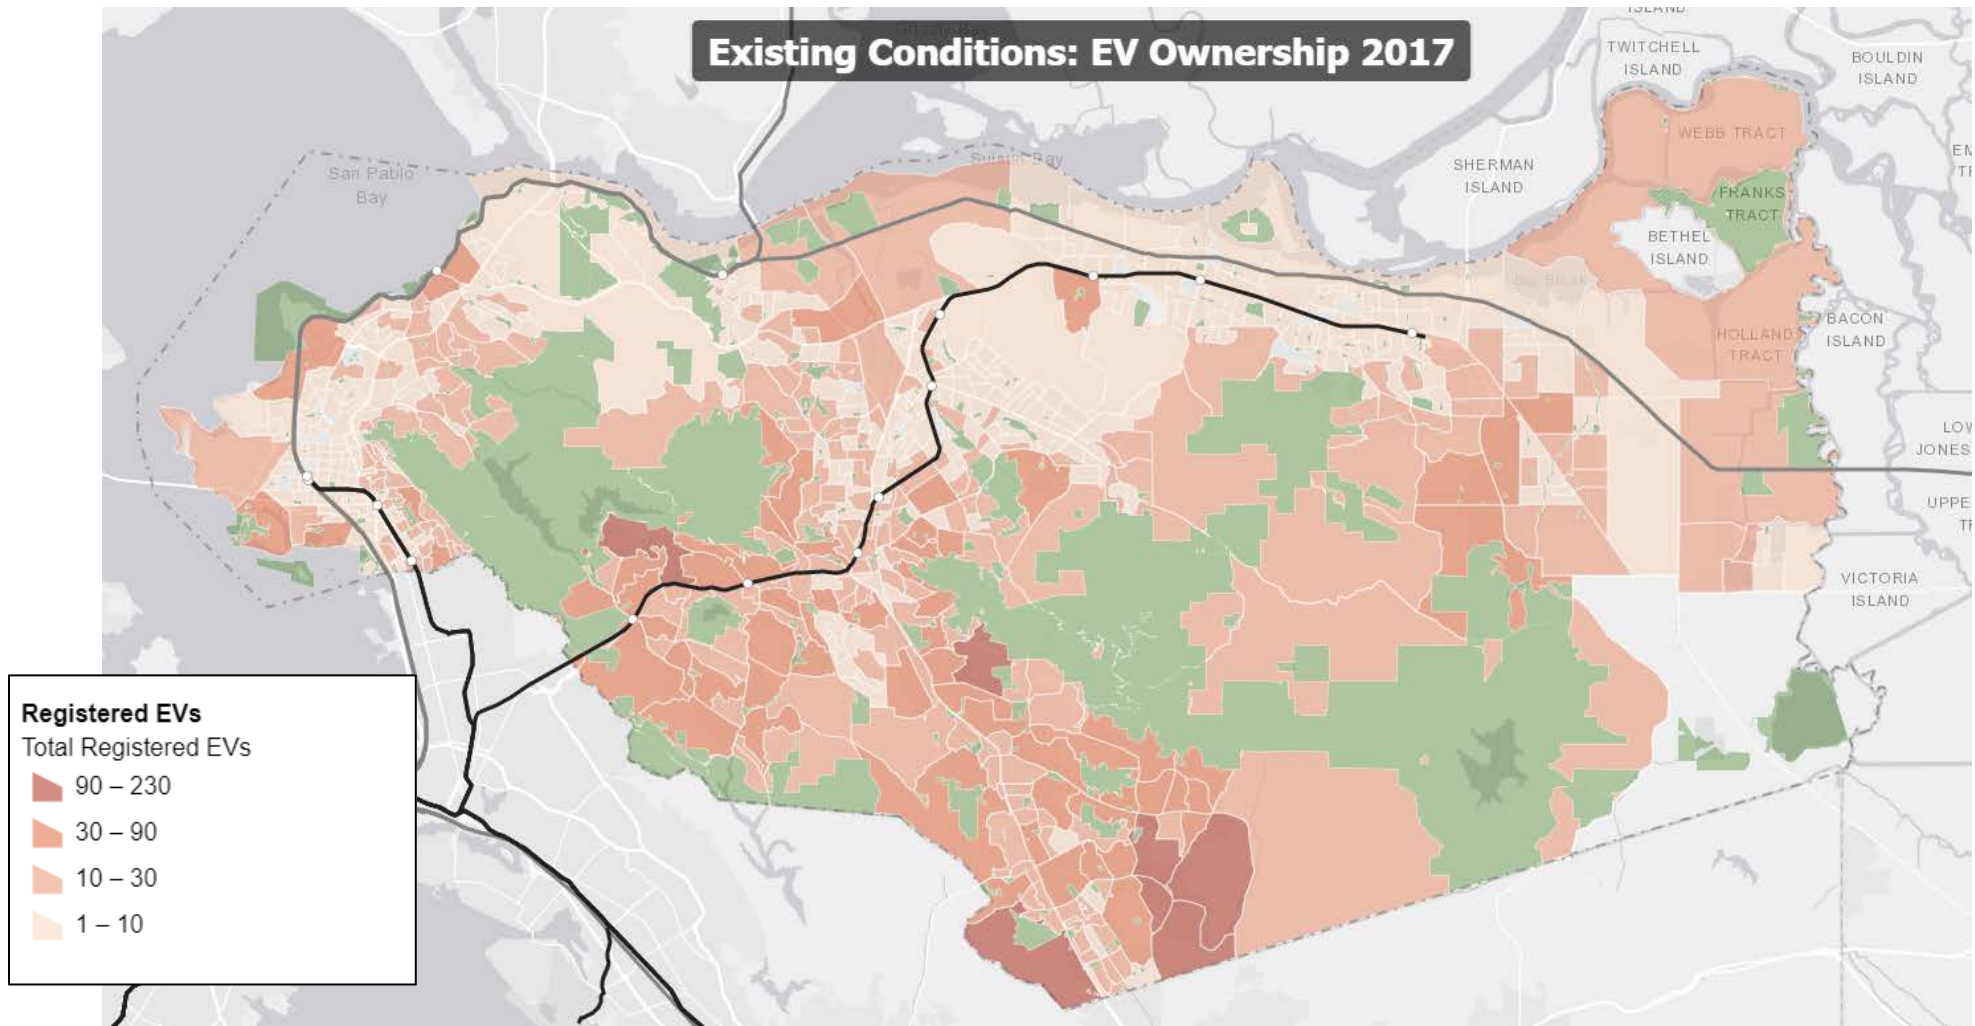 ISLAND
Existing Conditions: EV Ownership 2017
TWITCHELL
ISLAND
BOULDIN
ISLAND
WEBB TRACT
SHERMAN
ISLAND
San Pablo
Bay
Suisun Bay
FRANKS
TRACT
BETHEL
ISLAND
HOLLAND
TRACT
BACON
ISLAND
JONES
VICTORIA
ISLAND
Registered EVs
Total Registered EVs
90 – 230
30 – 90
10 – 30
1 – 10